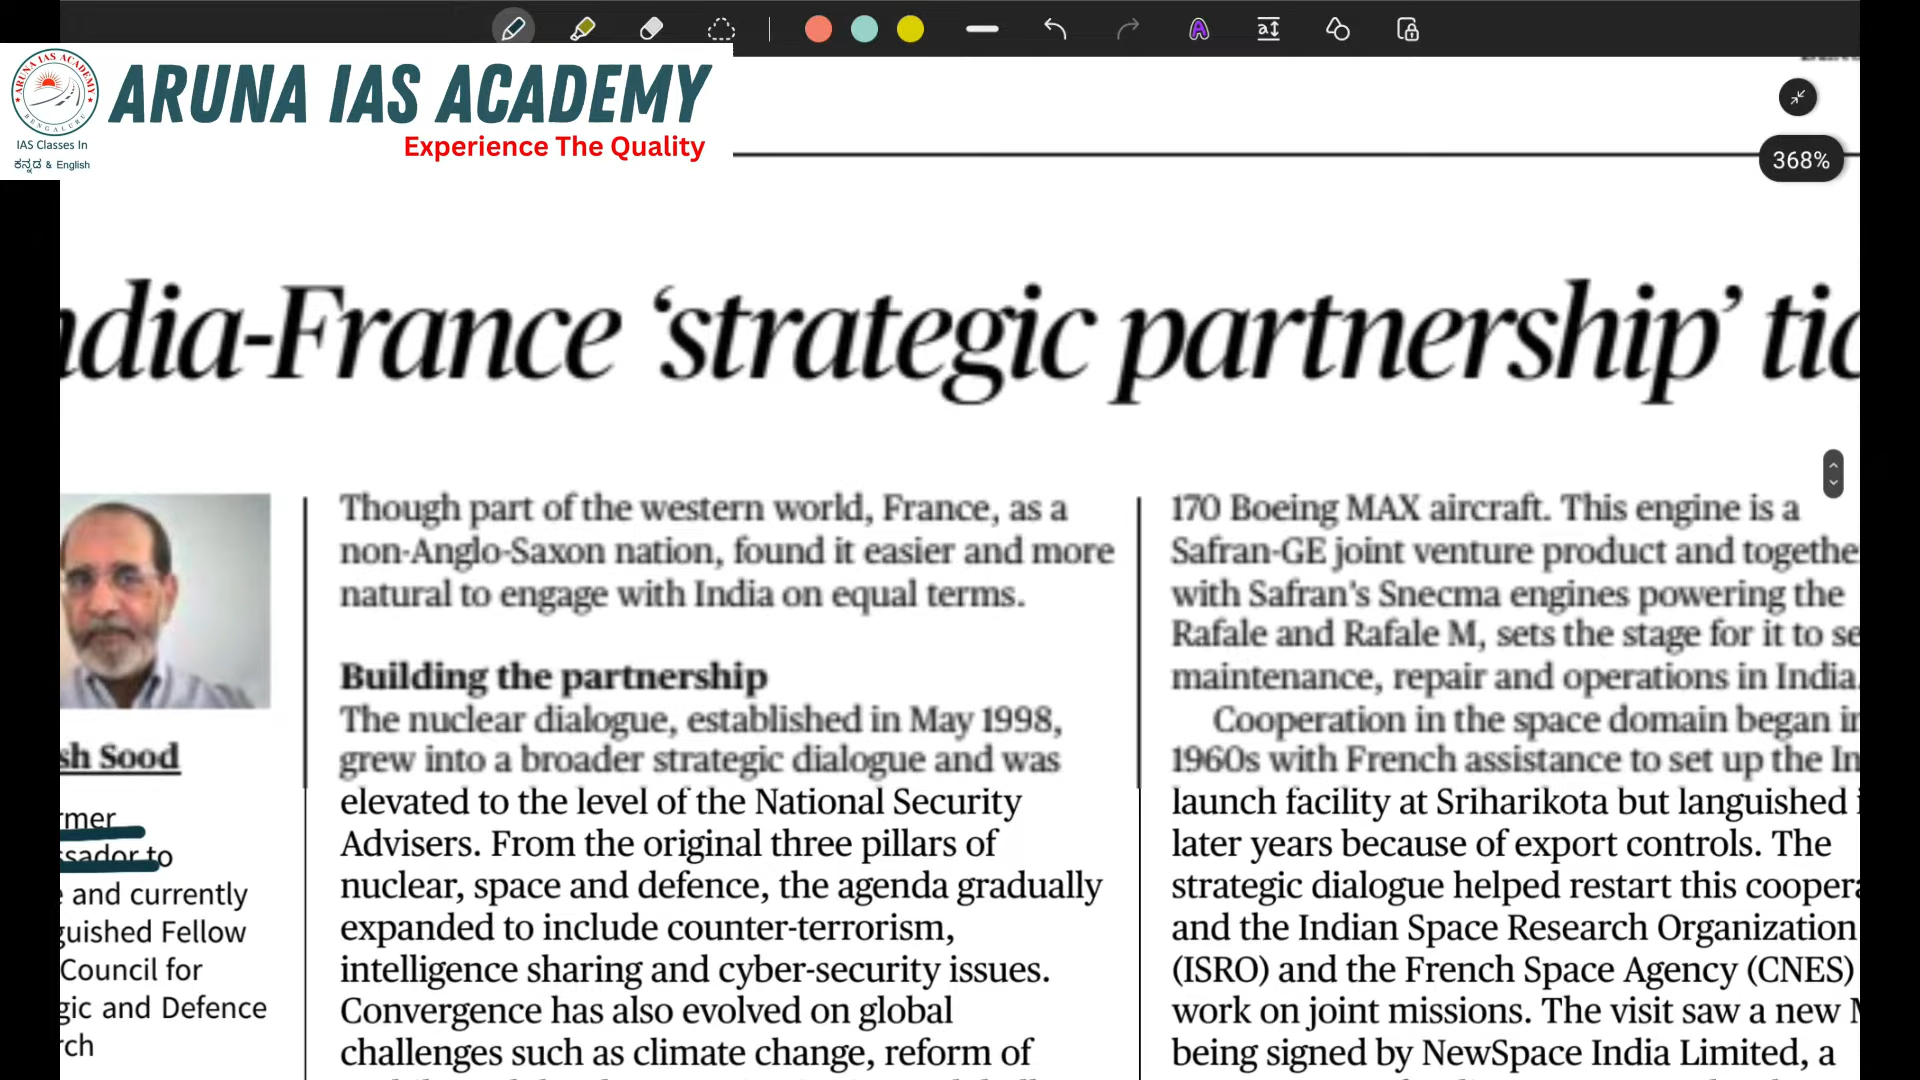 ARUNA IAS ACADEMY
BENGALURU
IAS Classes In
ಕನ್ನಡ & English
ARUNA IAS ACADEMY
Experience The Quality
368%
ndia-France ‘strategic partnership’ tic
sh Sood
rmer
ssador to
e and currently
guished Fellow
Council for
gic and Defence
rch
Though part of the western world, France, as a
non-Anglo-Saxon nation, found it easier and more
natural to engage with India on equal terms.
Building the partnership
The nuclear dialogue, established in May 1998,
grew into a broader strategic dialogue and was
elevated to the level of the National Security
Advisers. From the original three pillars of
nuclear, space and defence, the agenda gradually
expanded to include counter-terrorism,
intelligence sharing and cyber-security issues.
Convergence has also evolved on global
challenges such as climate change, reform of
170 Boeing MAX aircraft. This engine is a
Safran-GE joint venture product and togethe
with Safran’s Snecma engines powering the
Rafale and Rafale M, sets the stage for it to se
maintenance, repair and operations in India.
Cooperation in the space domain began in
1960s with French assistance to set up the In
launch facility at Sriharikota but languished i
later years because of export controls. The
strategic dialogue helped restart this coopera
and the Indian Space Research Organization
(ISRO) and the French Space Agency (CNES)
work on joint missions. The visit saw a new M
being signed by NewSpace India Limited, a